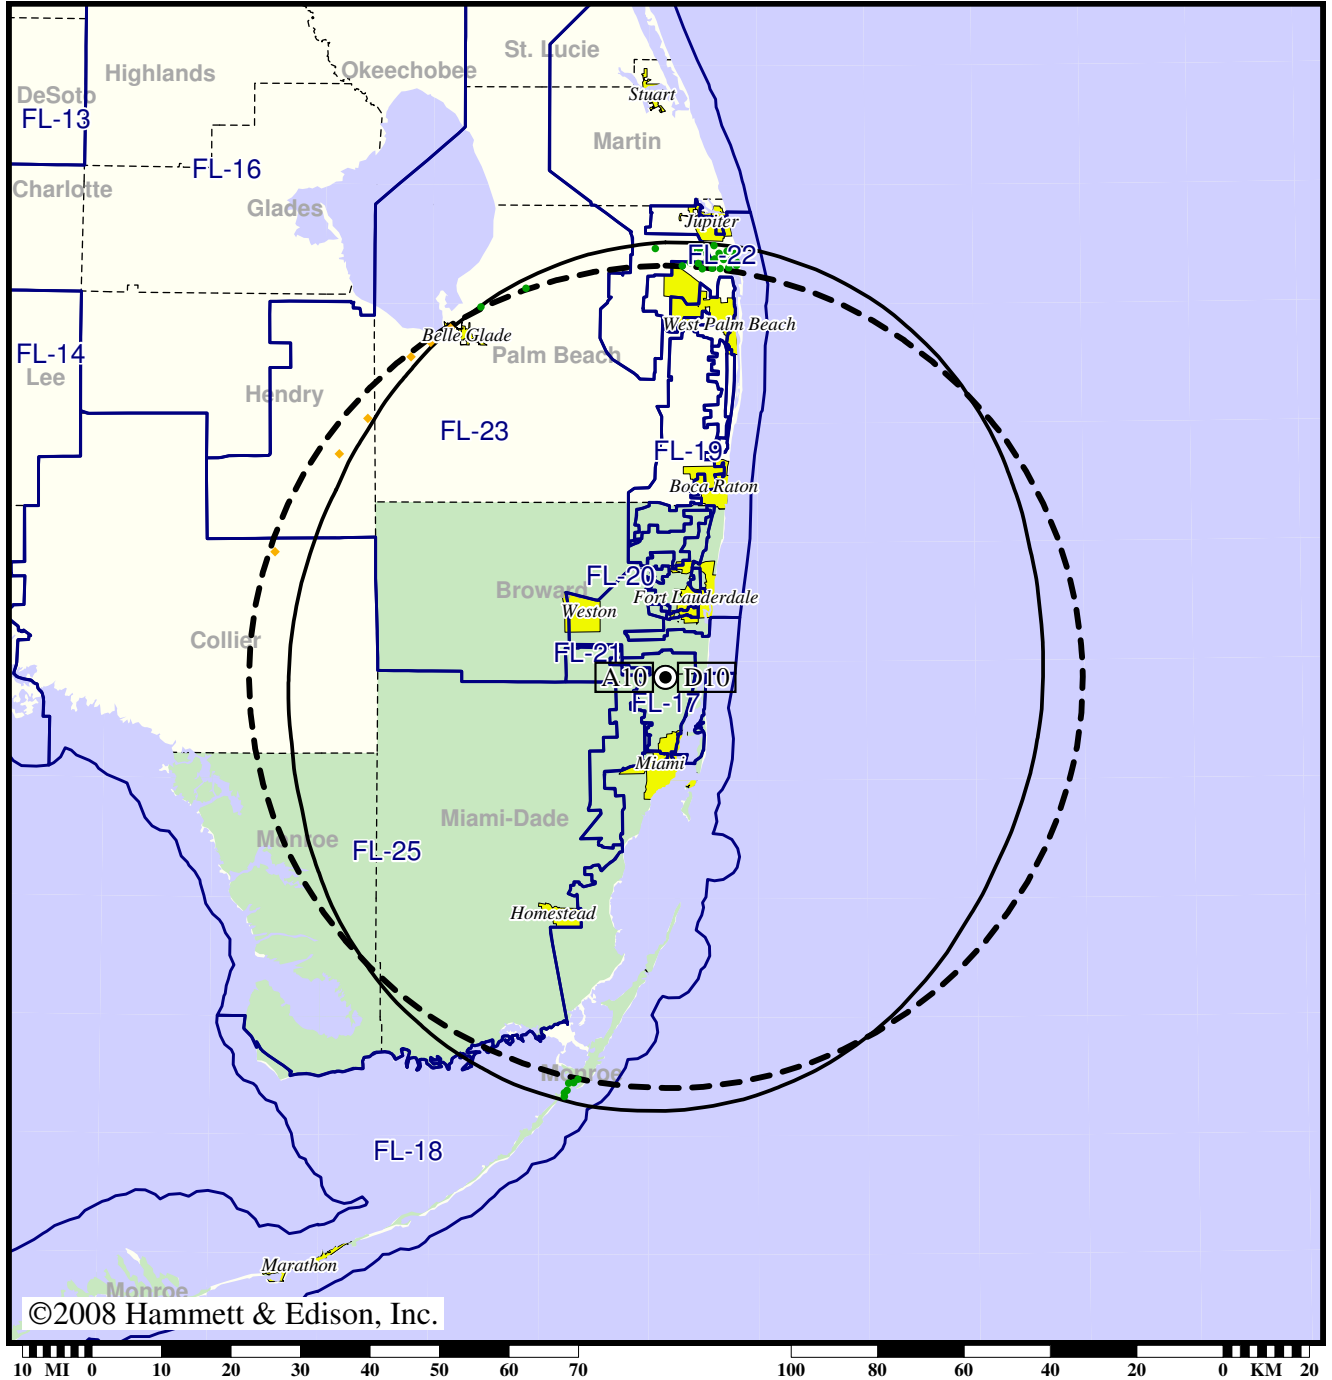 St. Lucie
Highlands
Okeechobee
DeSoto
FL-13
Stuart
Martin
FL-16
Charlotte
Glades
Jupiter
FL-22
West Palm Beach
Belle Glade
Palm Beach
FL-14
Lee
Hendry
FL-23
FL-19
Boca Raton
FL-20
Broward
Fort Lauderdale
Weston
Collier
FL-21
A10
D10
FL-17
Miami
Miami-Dade
Monroe
FL-25
Homestead
Monroe
FL-18
Marathon
Monroe
©2008 Hammett & Edison, Inc.
10 MI 0 10 20 30 40 50 60 70
100 80 60 40 20 0 KM 20